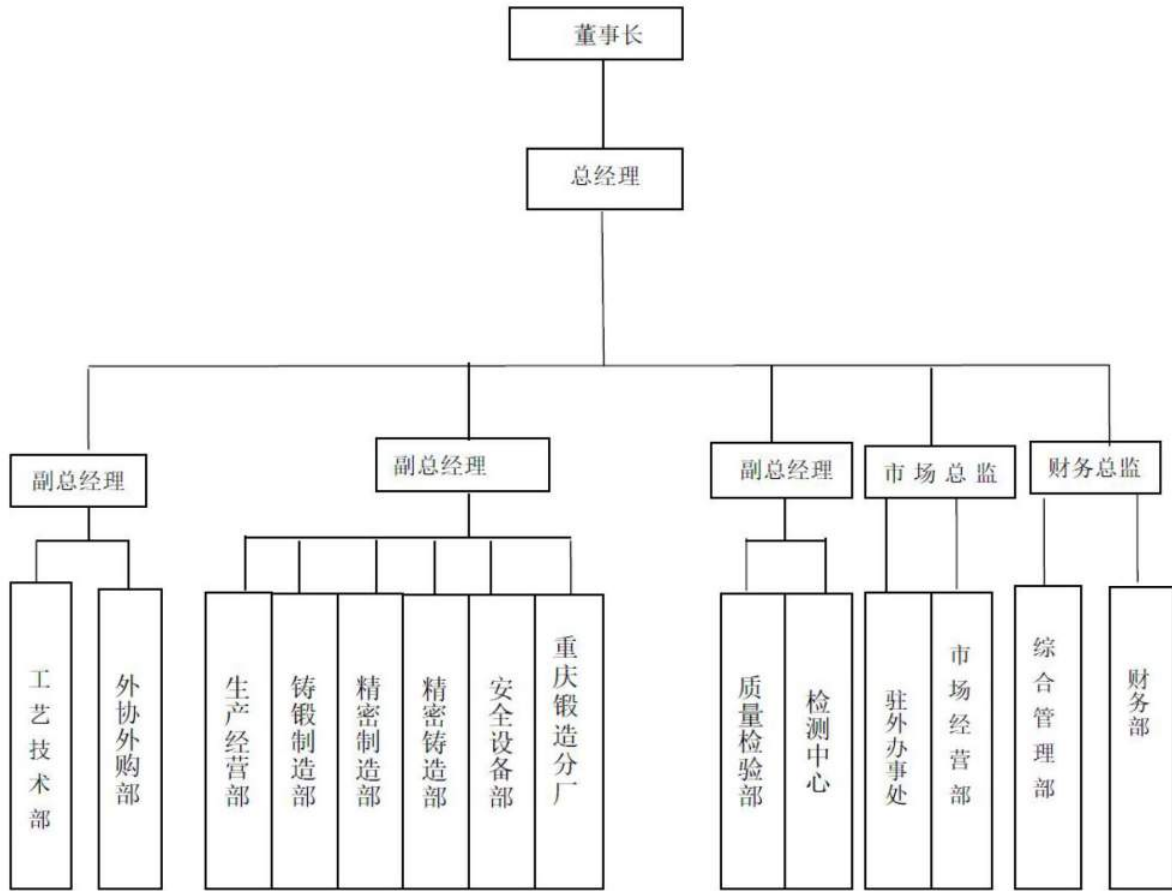 董事长
总经理
副总经理
副总经理
副总经理
市场总监
财务总监
工艺技术部
外协外购部
生产经营部
铸锻制造部
精密制造部
精密铸造部
安全设备部
重庆锻造分厂
质量检验部
检测中心
驻外办事处
市场经营部
综合管理部
财务部